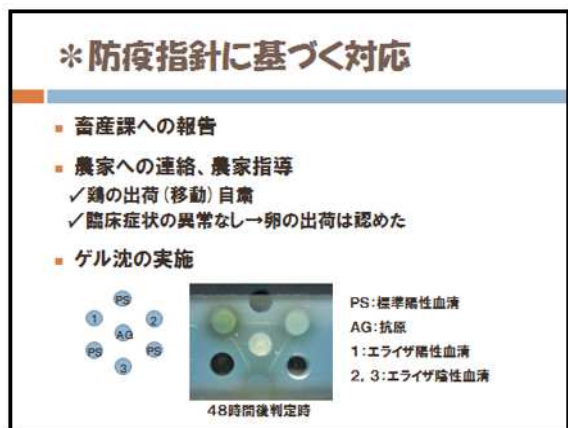 ＊防疫指針に基づく対応
▪ 畜産課への報告
▪ 農家への連絡、農家指導
✓鶏の出荷(移動)自粛
✓臨床症状の異常なし→卵の出荷は認めた
▪ ゲル沈の実施
PS
1
2
AG
PS
PS
3
48時間後判定時
PS:標準陽性血清
AG:抗原
1:エライザ陽性血清
2, 3:エライザ陰性血清